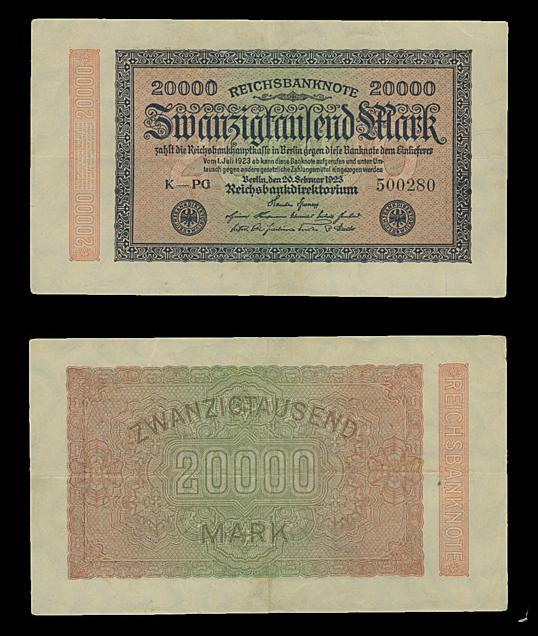 20000 REICHSBANKNOTE 20000
Zwanzigtausend Mark
zahlt die Reichsbankhauptkasse in Berlin gegen diese Banknote dem Einlieferer
Vom 1. Juli 1923 ab kann diese Banknote aufgerufen und unter Um-
tausch gegen andere gesetzliche Zahlungsmittel eingezogen werden
Berlin, den 20. Februar 1923
K—PG Reichsbankdirektorium 500280
20000 20000
ZWANZIGTAUSEND
20000
MARK
REICHSBANKNOTE